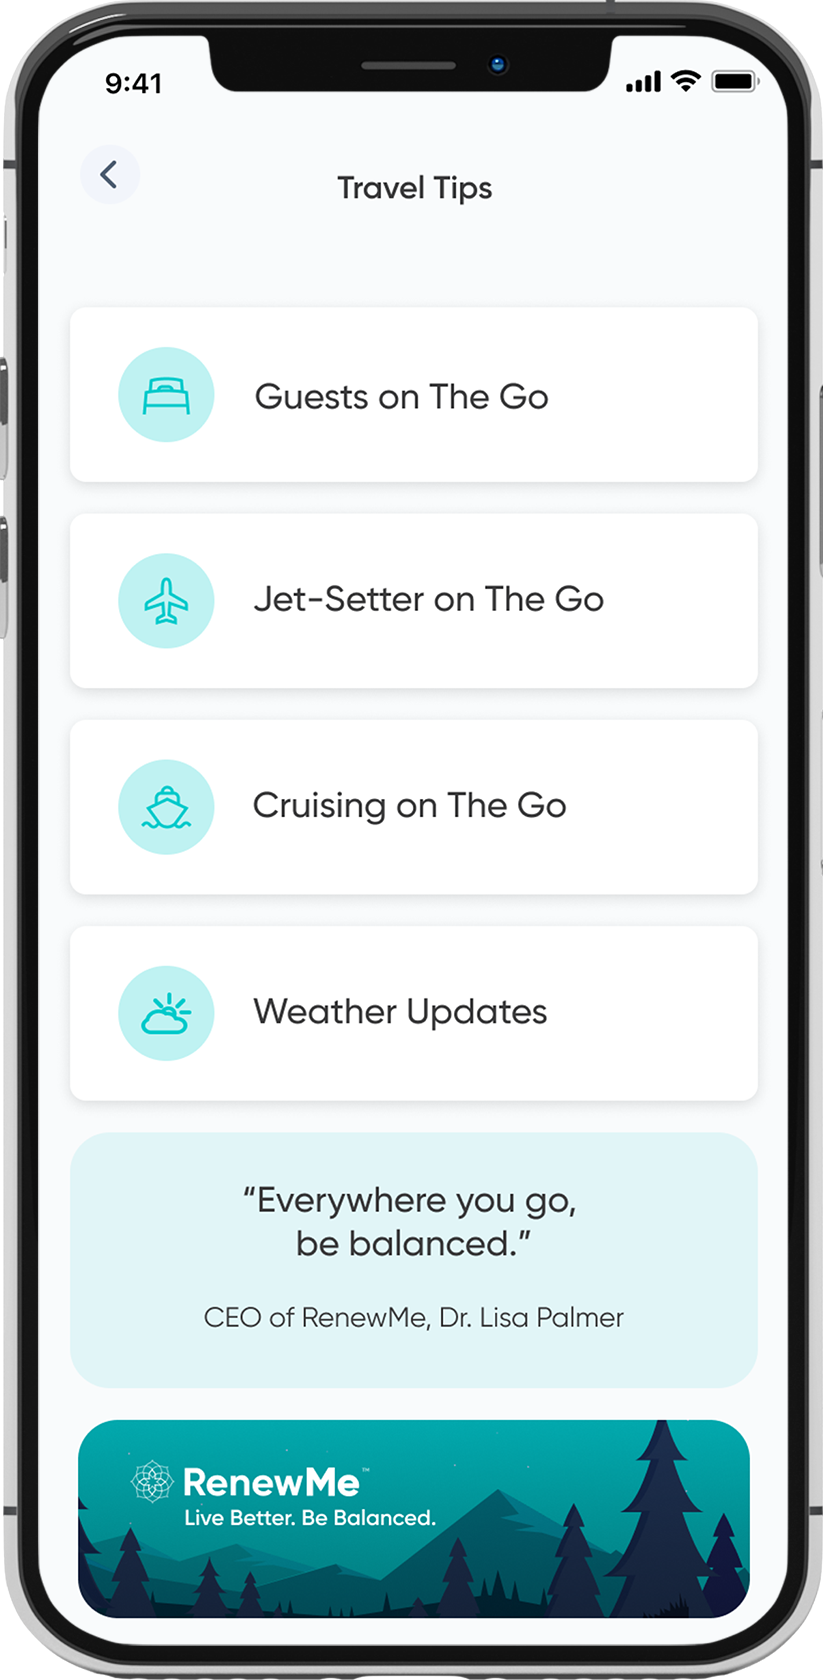 9:41
Travel Tips
Guests on The Go
Jet-Setter on The Go
Cruising on The Go
Weather Updates
“Everywhere you go,
be balanced.”
CEO of RenewMe, Dr. Lisa Palmer
RenewMe™
Live Better. Be Balanced.